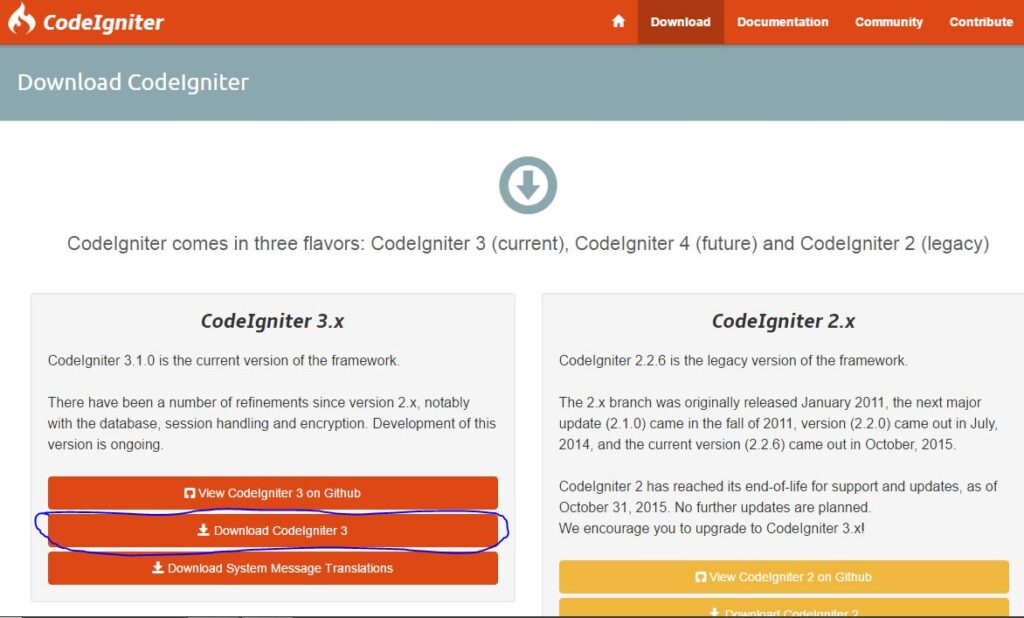 CodeIgniter
Download
Documentation
Community
Contribute
Download CodeIgniter
CodeIgniter comes in three flavors: CodeIgniter 3 (current), CodeIgniter 4 (future) and CodeIgniter 2 (legacy)
CodeIgniter 3.x
CodeIgniter 3.1.0 is the current version of the framework.
There have been a number of refinements since version 2.x, notably
with the database, session handling and encryption. Development of this
version is ongoing.
View CodeIgniter 3 on Github
Download CodeIgniter 3
Download System Message Translations
CodeIgniter 2.x
CodeIgniter 2.2.6 is the legacy version of the framework.
The 2.x branch was originally released January 2011, the next major
update (2.1.0) came in the fall of 2011, version (2.2.0) came out in July,
2014, and the current version (2.2.6) came out in October, 2015.
CodeIgniter 2 has reached its end-of-life for support and updates, as of
October 31, 2015. No further updates are planned.
We encourage you to upgrade to CodeIgniter 3.x!
View CodeIgniter 2 on Github
Download CodeIgniter 2